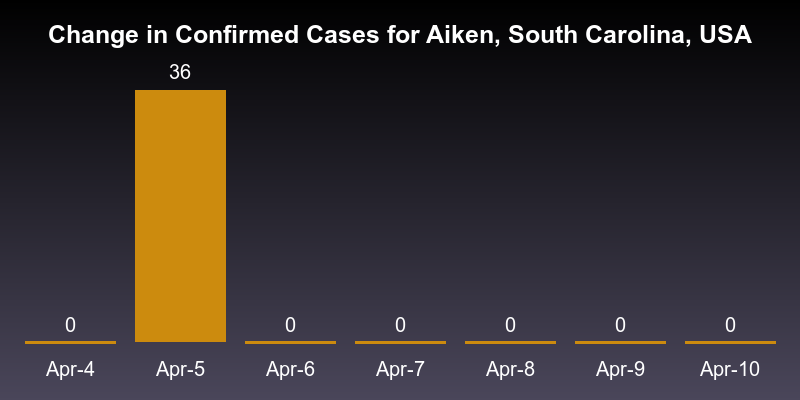 Change in Confirmed Cases for Aiken, South Carolina, USA
36
0 0 0 0 0 0
Apr-4 Apr-5 Apr-6 Apr-7 Apr-8 Apr-9 Apr-10